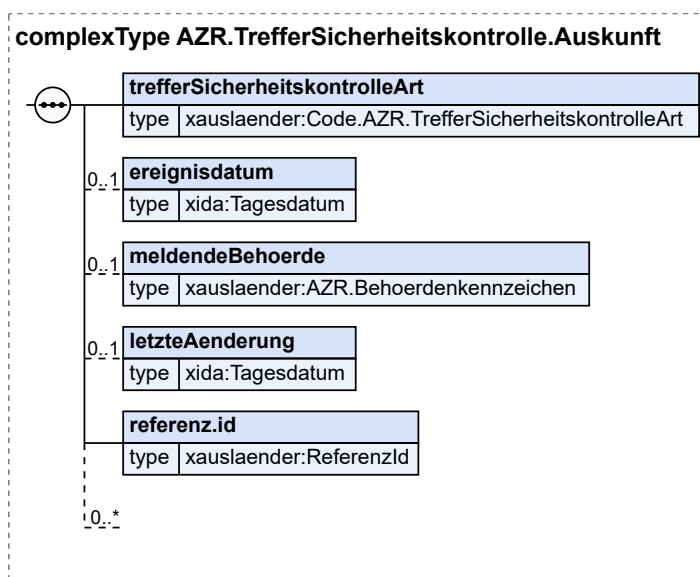 complexType AZR.TrefferSicherheitskontrolle.Auskunft
trefferSicherheitskontrolleArt
type xauslaender:Code.AZR.TrefferSicherheitskontrolleArt
0..1 ereignisdatum
type xida:Tagesdatum
0..1 meldendeBehoerde
type xauslaender:AZR.Behoerdenkennzeichen
0..1 letzteAenderung
type xida:Tagesdatum
referenz.id
type xauslaender:ReferenzId
0..*